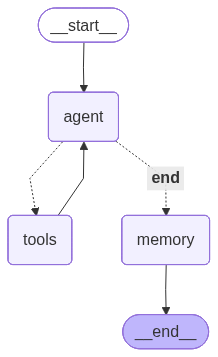 __start__
agent
end
tools
memory
__end__